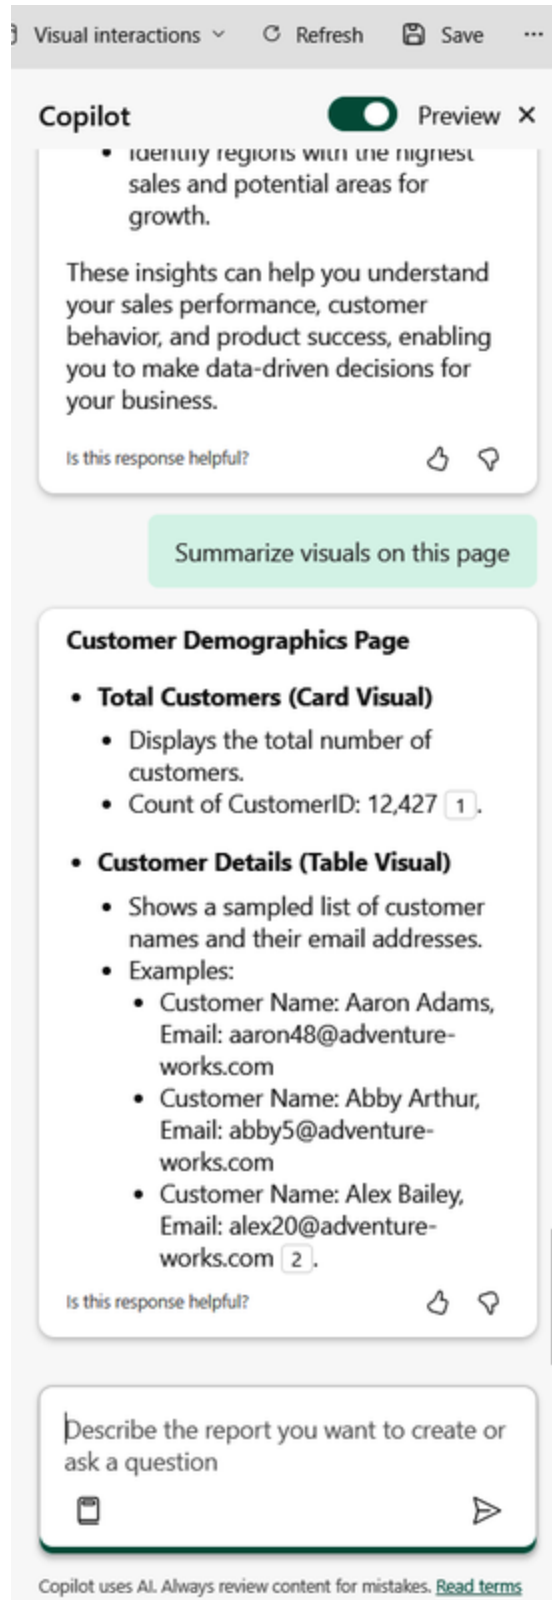 Visual interactions Refresh Save ...
Copilot Preview
• Identify regions with the highest
sales and potential areas for
growth.
These insights can help you understand
your sales performance, customer
behavior, and product success, enabling
you to make data-driven decisions for
your business.
Is this response helpful?
Summarize visuals on this page
Customer Demographics Page
• Total Customers (Card Visual)
• Displays the total number of
customers.
• Count of CustomerID: 12,427 1 .
• Customer Details (Table Visual)
• Shows a sampled list of customer
names and their email addresses.
• Examples:
• Customer Name: Aaron Adams,
Email: aaron48@adventure-
works.com
• Customer Name: Abby Arthur,
Email: abby5@adventure-
works.com
• Customer Name: Alex Bailey,
Email: alex20@adventure-
works.com 2 .
Is this response helpful?
Describe the report you want to create or
ask a question
Copilot uses AI. Always review content for mistakes. Read terms